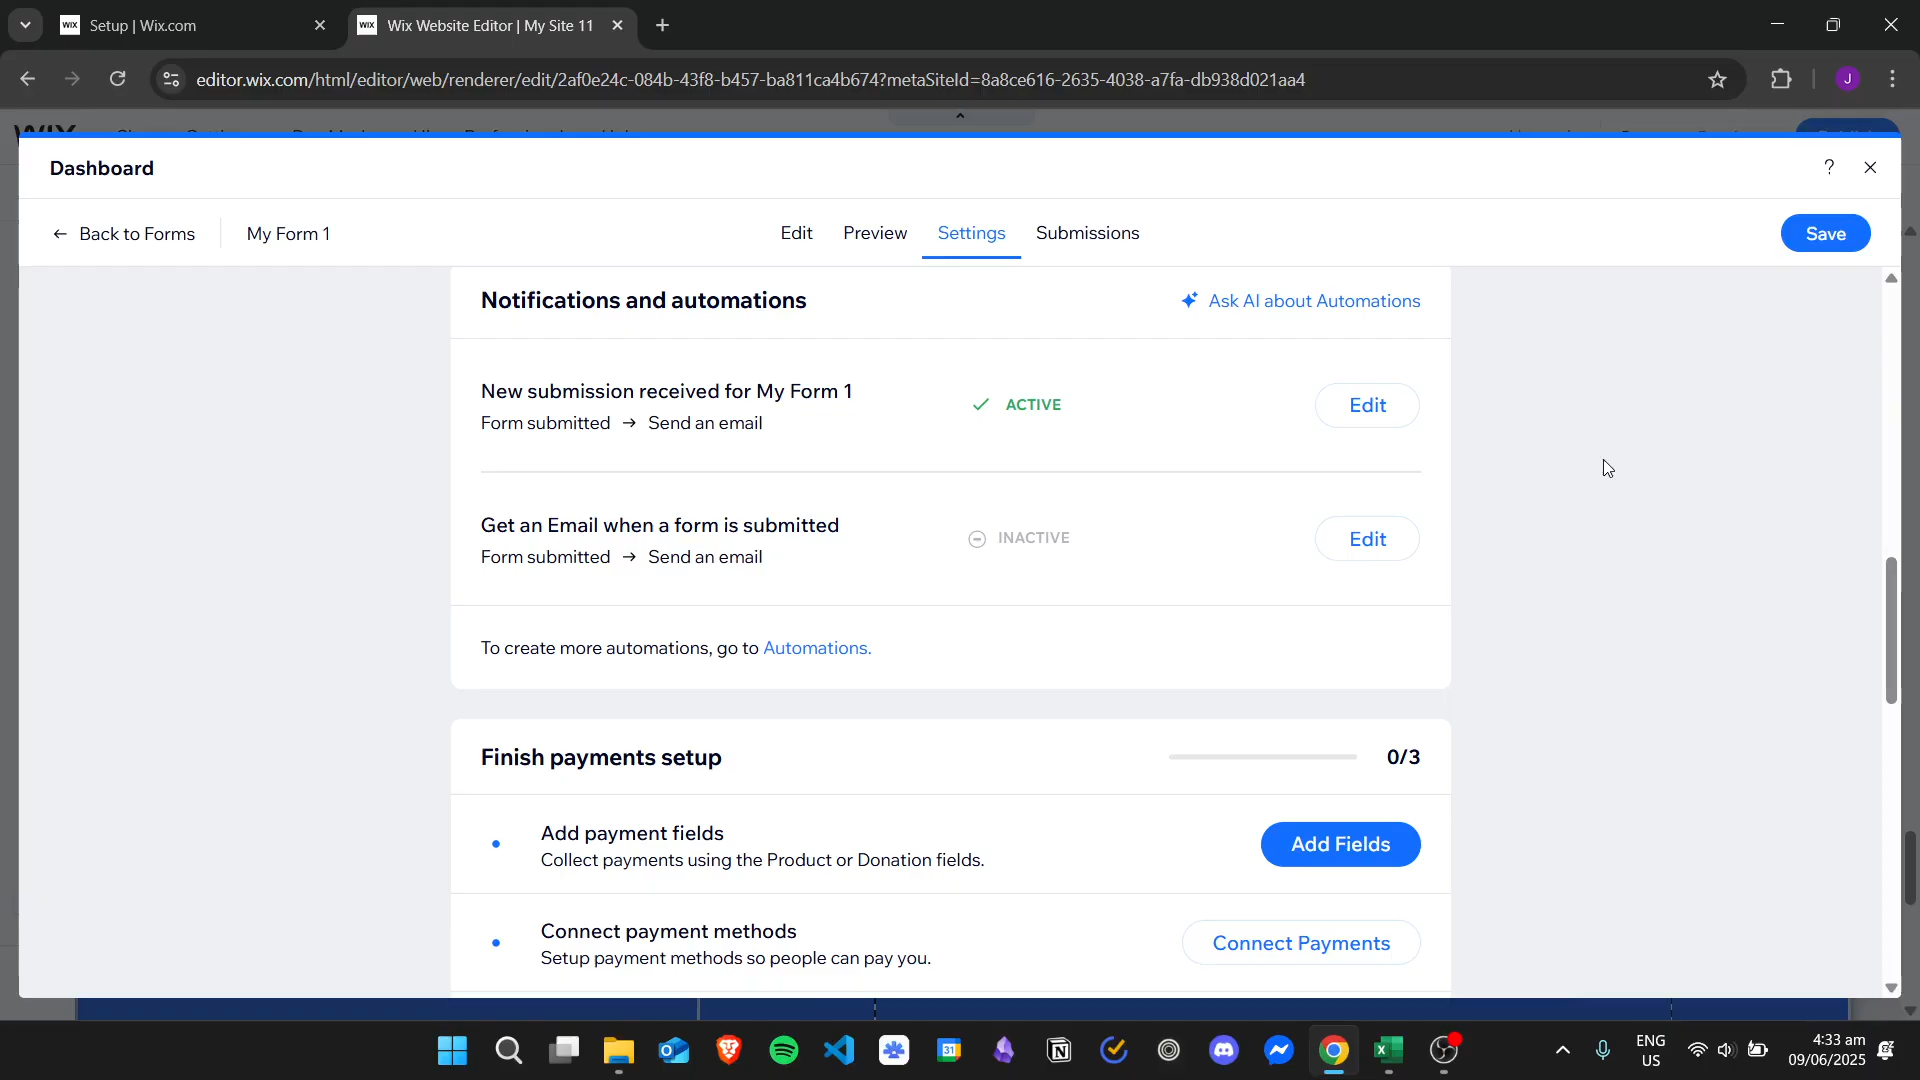 Setup | Wix.com
Wix Website Editor | My Site 11
editor.wix.com/html/editor/web/renderer/edit/2af0e24c-084b-43f8-b457-ba811ca4b674?metaSiteId=8a8ce616-2635-4038-a7fa-db938d021aa4
J
Dashboard
?
Back to Forms
My Form 1
Edit
Preview
Settings
Submissions
Save
Notifications and automations
Ask AI about Automations
New submission received for My Form 1
Form submitted → Send an email
ACTIVE
Edit
Get an Email when a form is submitted
Form submitted → Send an email
INACTIVE
Edit
To create more automations, go to Automations.
Finish payments setup
0/3
Add payment fields
Collect payments using the Product or Donation fields.
Add Fields
Connect payment methods
Setup payment methods so people can pay you.
Connect Payments
ENG
US
4:33 am
09/06/2025